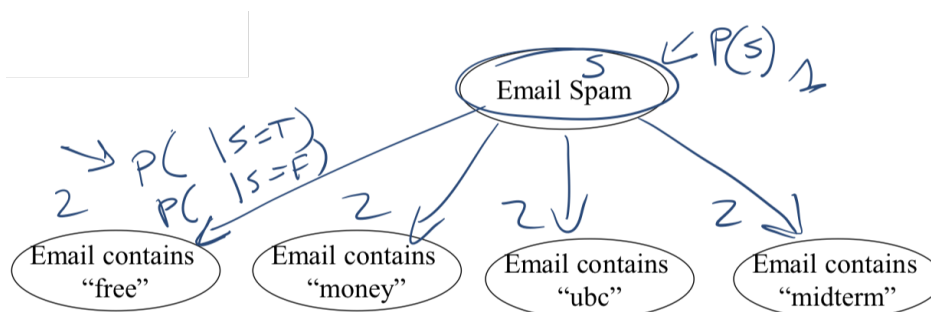 S
P(S) 1
Email Spam
P( |S=T)
P( |S=F)
2 2 2 2
Email contains Email contains Email contains Email contains
“free” “money” “ubc” “midterm”